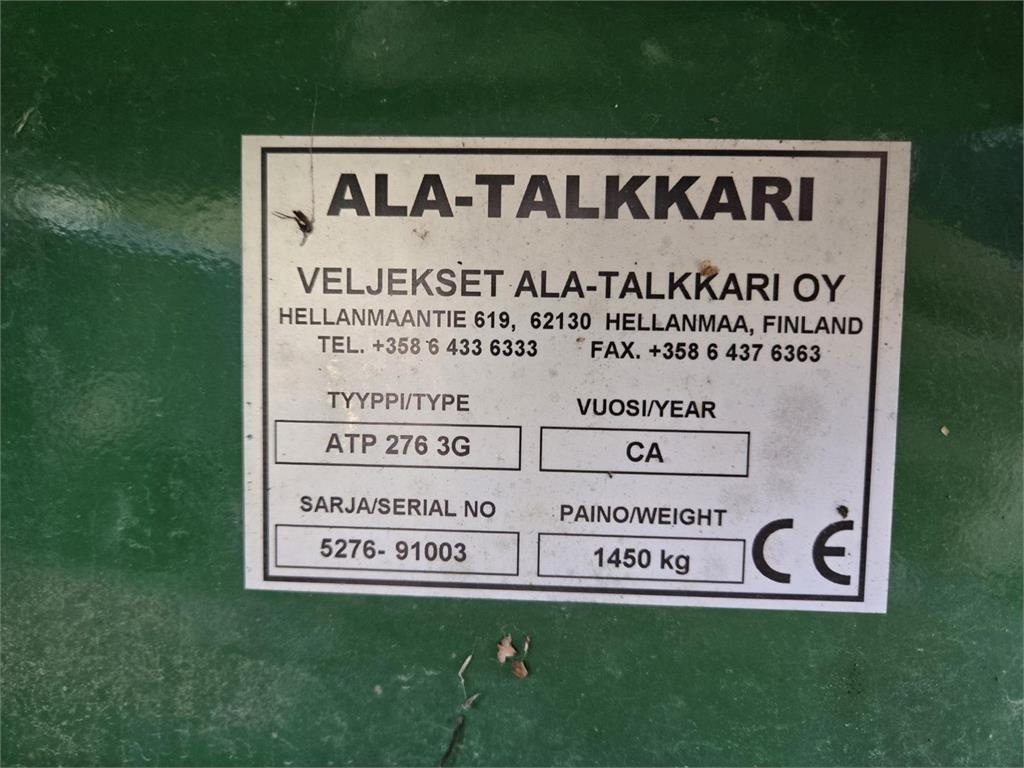 ALA-TALKKARI
VELJEKSET ALA-TALKKARI OY
HELLANMAANTIE 619, 62130 HELLANMAA, FINLAND
TEL. +358 6 433 6333 FAX. +358 6 437 6363
TYYPPI/TYPE VUOSI/YEAR
ATP 276 3G CA
SARJA/SERIAL NO PAINO/WEIGHT
5276- 91003 1450 kg CE